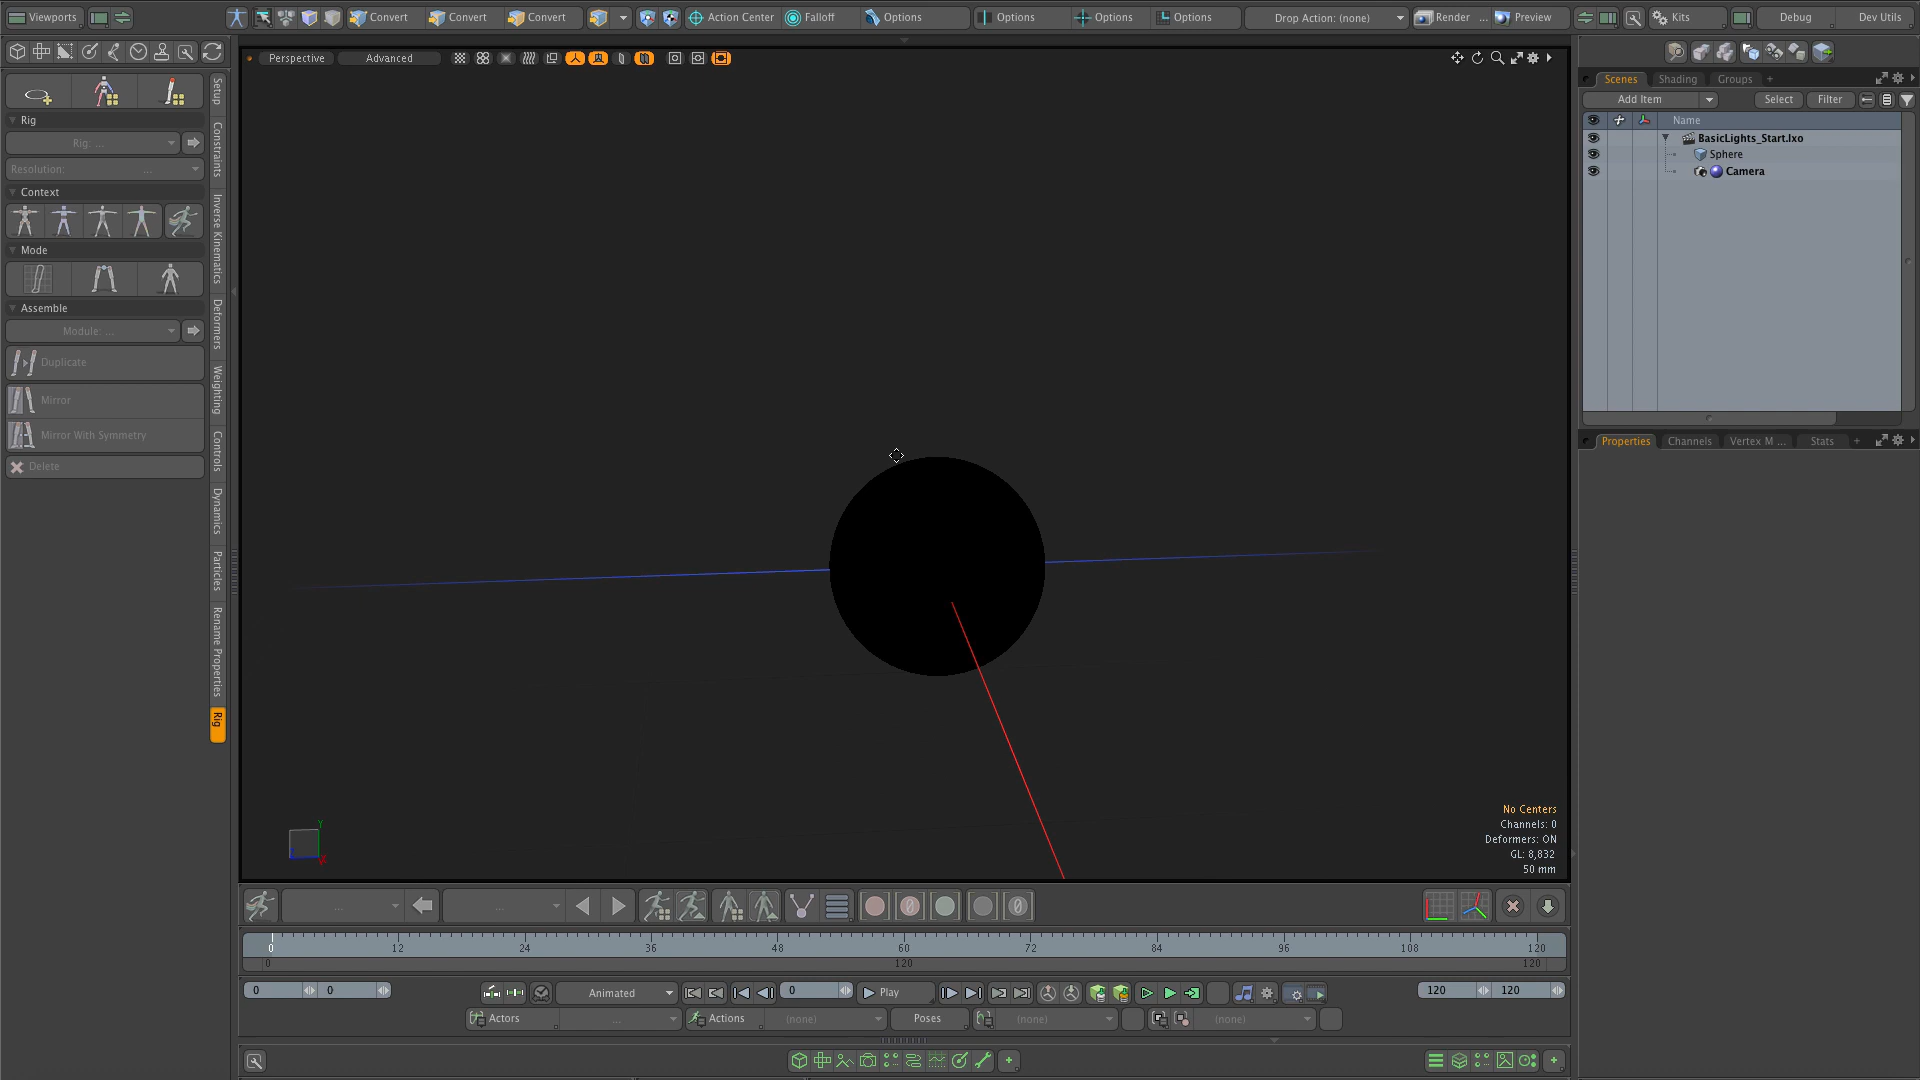 Viewports
Convert
Convert
Convert
Action Center
Falloff
Options
Options
Options
Options
Drop Action: (none)
Render ...
Preview
Kits
Debug
Dev Utils
Perspective
Advanced
Setup
Constraints
Inverse Kinematics
Deformers
Weighting
Controls
Dynamics
Particles
Rename Properties
Rig
Rig
Rig: ...
Resolution: ...
Context
Mode
Assemble
Module: ...
Duplicate
Mirror
Mirror With Symmetry
Delete
Y
X
No Centers
Channels: 0
Deformers: ON
GL: 8,832
50 mm
Scenes
Shading
Groups
+
Add Item
Select
Filter
Name
BasicLights_Start.lxo
Sphere
Camera
Properties
Channels
Vertex M ...
Stats
+
...
...
0 12 24 36 48 60 72 84 96 108 120
0 120 120
0
0
Animated
0
Play
120
120
Actors
...
Actions
(none)
Poses
(none)
(none)